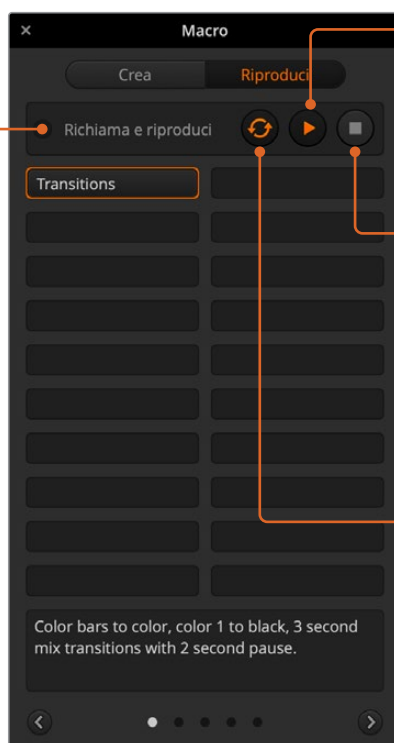 Macro
Crea
Riproduci
Richiama e riproduci
Transitions
Color bars to color, color 1 to black, 3 second
mix transitions with 2 second pause.